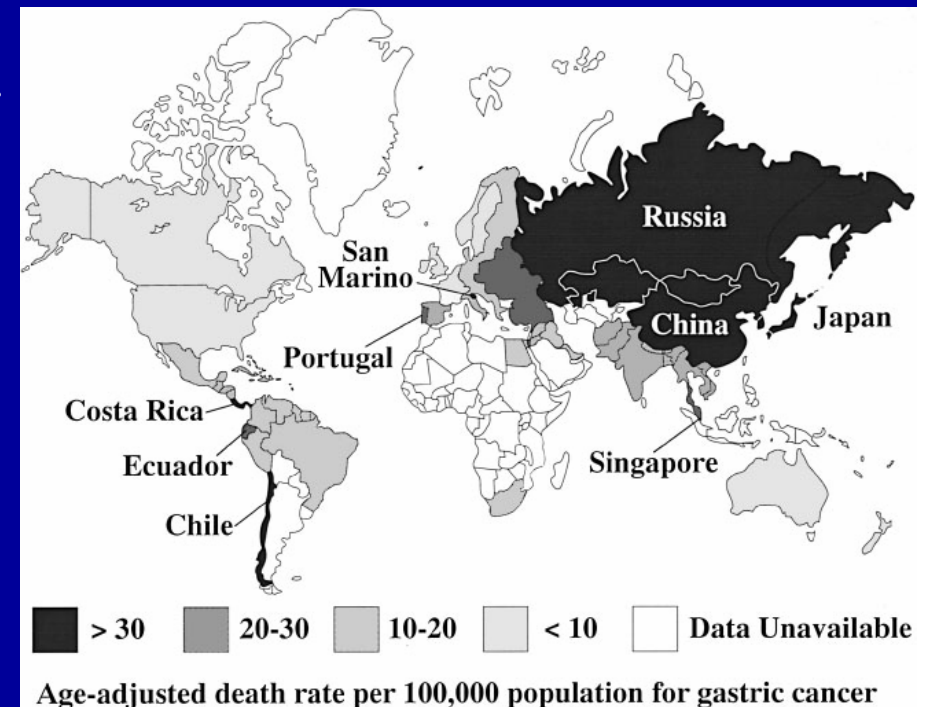 San
Marino
Russia
China
Japan
Portugal
Costa Rica
Ecuador
Singapore
Chile
> 30
20-30
10-20
< 10
Data Unavailable
Age-adjusted death rate per 100,000 population for gastric cancer